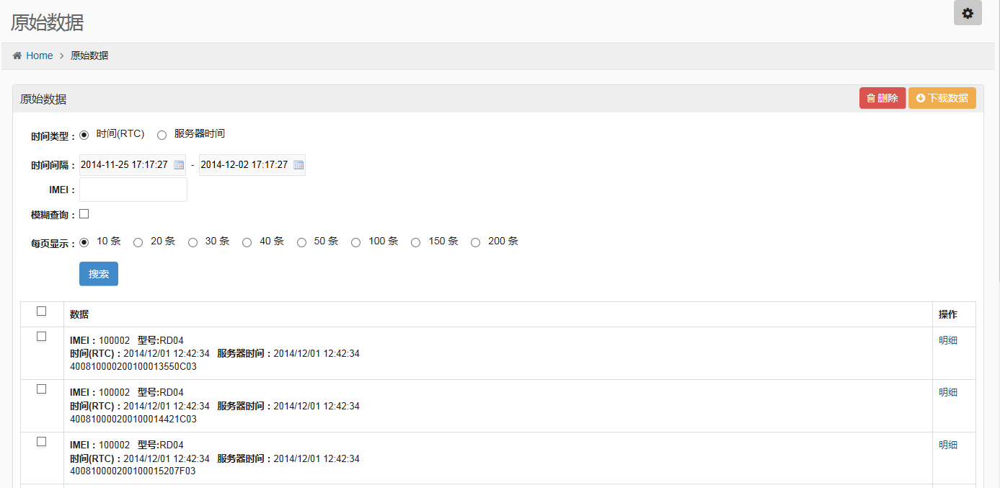 原始数据
Home > 原始数据
原始数据 删除 下载数据
时间类型： 时间(RTC) 服务器时间
时间间隔： 2014-11-25 17:17:27 - 2014-12-02 17:17:27
IMEI：
模糊查询：
每页显示： 10 条 20 条 30 条 40 条 50 条 100 条 150 条 200 条
搜索
数据 操作
IMEI：100002 型号:RD04 明细
时间(RTC)：2014/12/01 12:42:34 服务器时间：2014/12/01 12:42:34
400810000200100013550C03
IMEI：100002 型号:RD04 明细
时间(RTC)：2014/12/01 12:42:34 服务器时间：2014/12/01 12:42:34
400810000200100014421C03
IMEI：100002 型号:RD04 明细
时间(RTC)：2014/12/01 12:42:34 服务器时间：2014/12/01 12:42:34
400810000200100015207F03